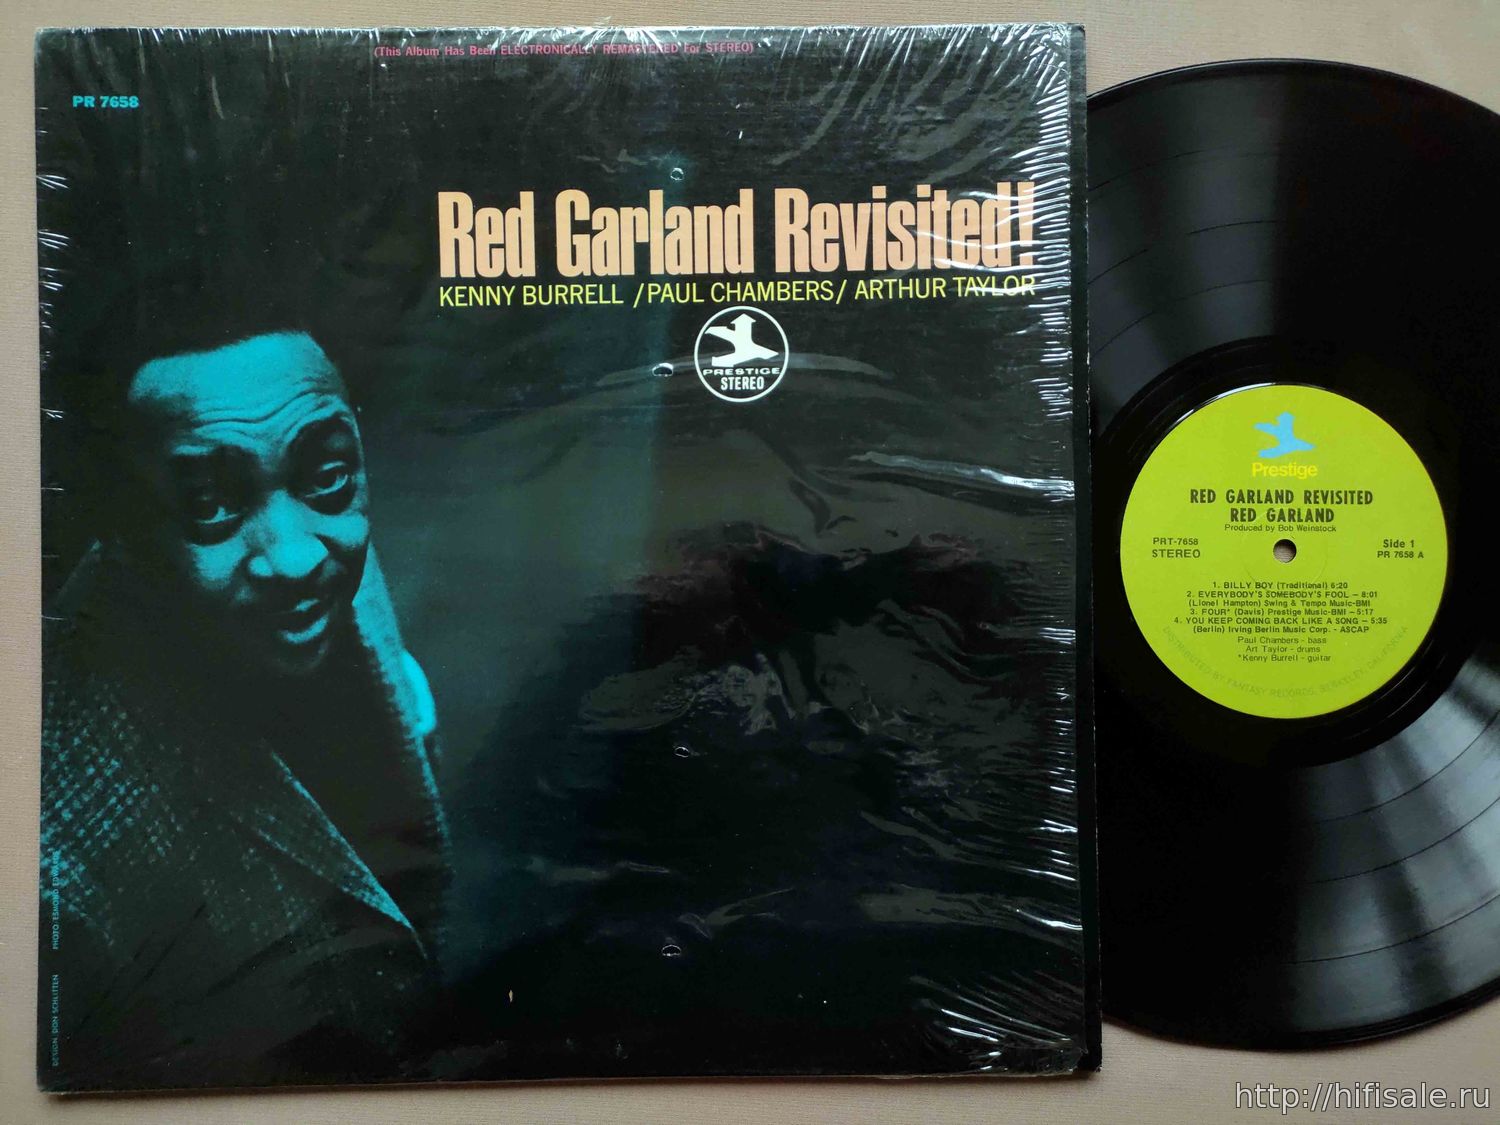 (This Album Has Been ELECTRONICALLY REMASTERED For STEREO)
PR 7658
Red Garland Revisited!
KENNY BURRELL / PAUL CHAMBERS / ARTHUR TAYLOR
PRESTIGE
STEREO
DESIGN: DON SCHLITTEN
PHOTO: ESMOND EDWARDS
Prestige
RED GARLAND REVISITED
RED GARLAND
Produced by Bob Weinstock
PRT-7658
STEREO
Side 1
PR 7658 A
1. BILLY BOY (Traditional) 6:20
2. EVERYBODY'S SOMEBODY'S FOOL – 8:01
(Lionel Hampton) Swing & Tempo Music-BMI
3. FOUR* (Davis) Prestige Music-BMI – 5:17
4. YOU KEEP COMING BACK LIKE A SONG – 5:35
(Berlin) Irving Berlin Music Corp. - ASCAP
Paul Chambers - bass
Art Taylor - drums
*Kenny Burrell - guitar
DISTRIBUTED BY FANTASY RECORDS, BERKELEY, CALIFORNIA
http://hifisale.ru